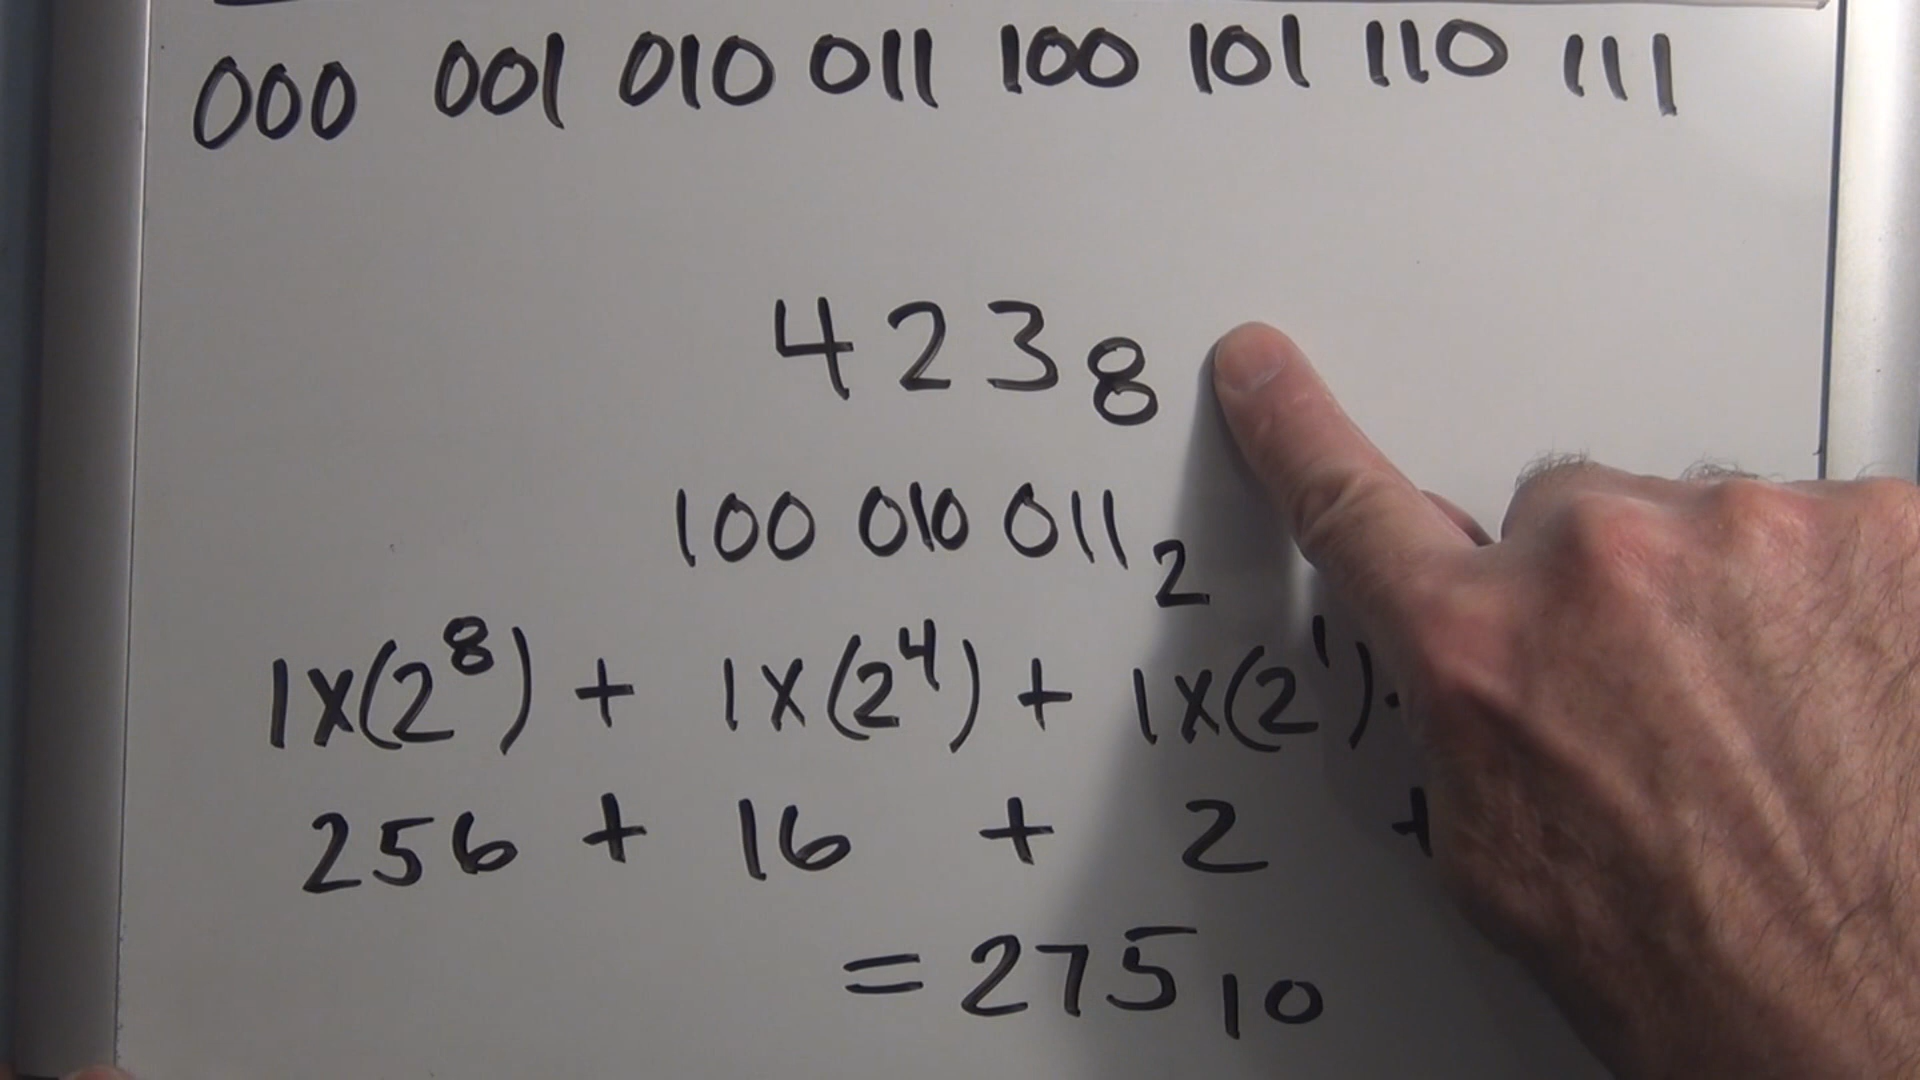 000 001 010 011 100 101 110 111
423₈
100 010 011₂
1x(2⁸) + 1x(2⁴) + 1x(2¹)
256 + 16 + 2 +
= 275₁₀